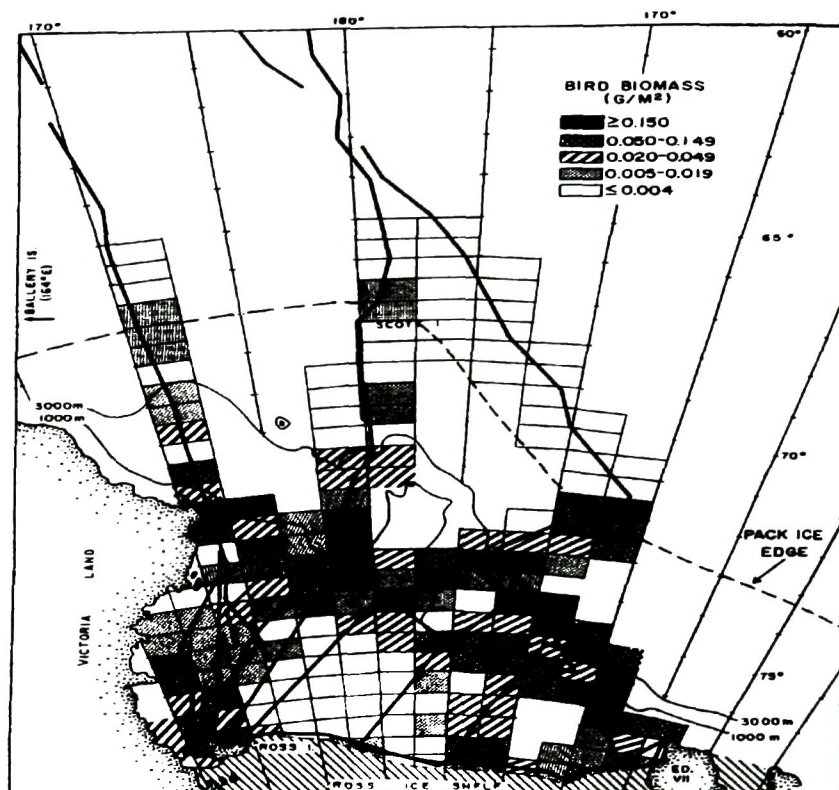 170°
180°
170°
60°
BIRD BIOMASS
(G/M²)
≥0.150
0.050-0.149
0.020-0.049
0.005-0.019
≤0.004
65°
BALLERY IS.
(164°E)
SCOTT I
3000m
1000m
70°
PACK ICE
EDGE
VICTORIA LAND
75°
3000m
1000m
ROSS I.
ED.
VII
ROSS ICE SHELF